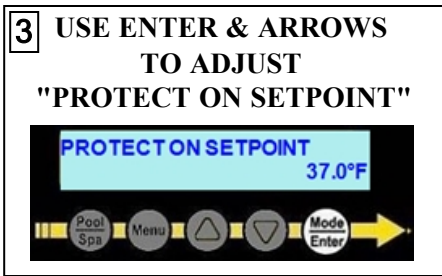 3
USE ENTER & ARROWS
TO ADJUST
"PROTECT ON SETPOINT"
PROTECT ON SETPOINT
37.0°F
Pool
Spa
Menu
Mode
Enter